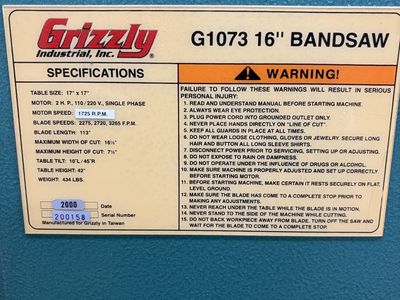 Grizzly
Industrial, Inc.
®
G1073 16" BANDSAW
SPECIFICATIONS
TABLE SIZE: 17" x 17"
MOTOR: 2 H. P., 110/220 V., SINGLE PHASE
MOTOR SPEED: 1725 R.P.M.
BLADE SPEEDS: 2275, 2720, 3265 F.P.M.
BLADE LENGTH: 113"
MAXIMUM WIDTH OF CUT: 16½"
MAXIMUM HEIGHT OF CUT: 7½"
TABLE TILT: 10°L/45°R
TABLE HEIGHT: 42"
WEIGHT: 434 LBS.
2000 Date
200158 Serial Number
Manufactured for Grizzly in Taiwan
WARNING!
FAILURE TO FOLLOW THESE WARNINGS WILL RESULT IN SERIOUS
PERSONAL INJURY:
1. READ AND UNDERSTAND MANUAL BEFORE STARTING MACHINE.
2. ALWAYS WEAR EYE PROTECTION.
3. PLUG POWER CORD INTO GROUNDED OUTLET ONLY.
4. NEVER PLACE HANDS DIRECTLY ON "LINE OF CUT".
5. KEEP ALL GUARDS IN PLACE AT ALL TIMES.
6. DO NOT WEAR LOOSE CLOTHING, GLOVES OR JEWELRY. SECURE LONG
HAIR AND BUTTON ALL LONG SLEEVE SHIRTS.
7. DISCONNECT POWER PRIOR TO SERVICING, SETTING UP OR ADJUSTING.
8. DO NOT EXPOSE TO RAIN OR DAMPNESS.
9. DO NOT OPERATE UNDER THE INFLUENCE OF DRUGS OR ALCOHOL.
10. MAKE SURE MACHINE IS PROPERLY ADJUSTED AND SET UP CORRECTLY
BEFORE STARTING MACHINE.
11. BEFORE STARTING MACHINE, MAKE CERTAIN IT RESTS SECURELY ON FLAT,
LEVEL GROUND.
12. MAKE SURE THE BLADE HAS COME TO A COMPLETE STOP PRIOR TO
MAKING ANY ADJUSTMENTS.
13. NEVER REACH UNDER THE TABLE WHILE THE BLADE IS IN MOTION.
14. NEVER STAND TO THE SIDE OF THE MACHINE WHILE CUTTING.
15. DO NOT BACK WORKPIECE AWAY FROM BLADE. TURN OFF THE SAW AND
WAIT FOR THE BLADE TO COME TO A COMPLETE STOP.